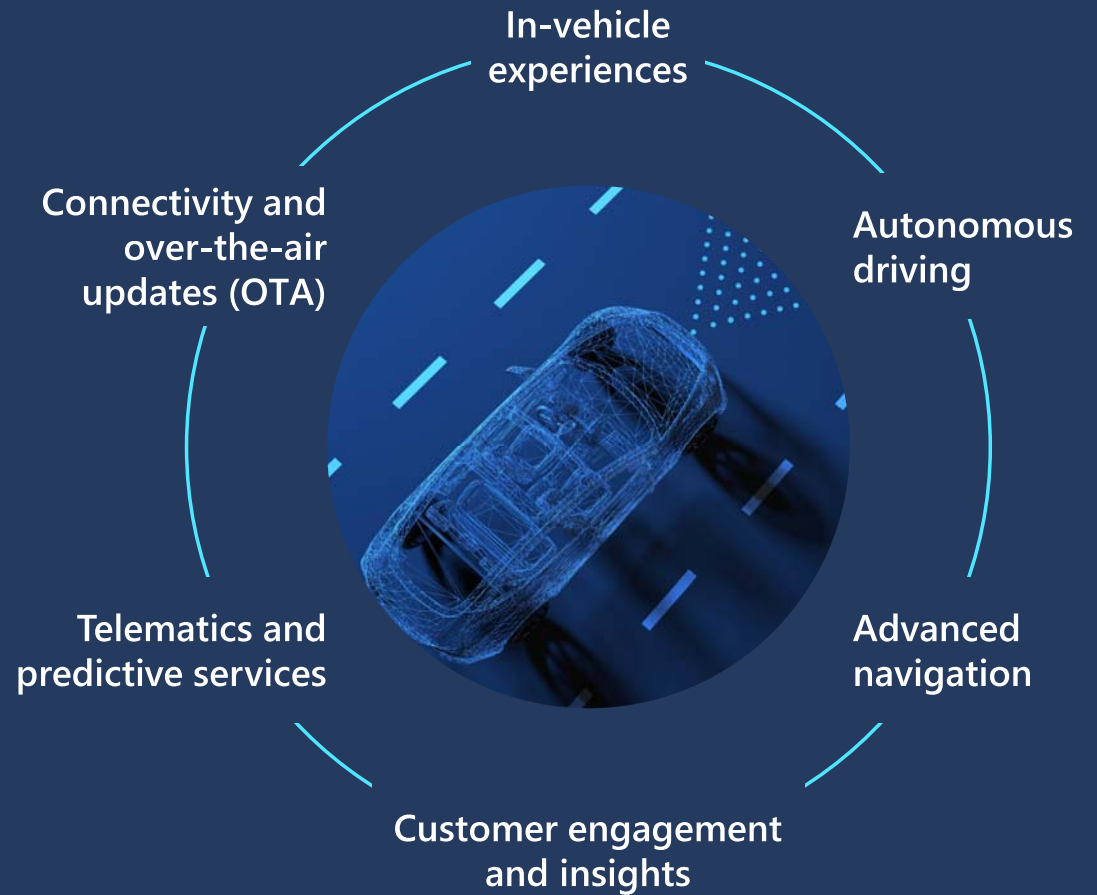 In-vehicle
experiences
Autonomous
driving
Advanced
navigation
Customer engagement
and insights
Telematics and
predictive services
Connectivity and
over-the-air
updates (OTA)